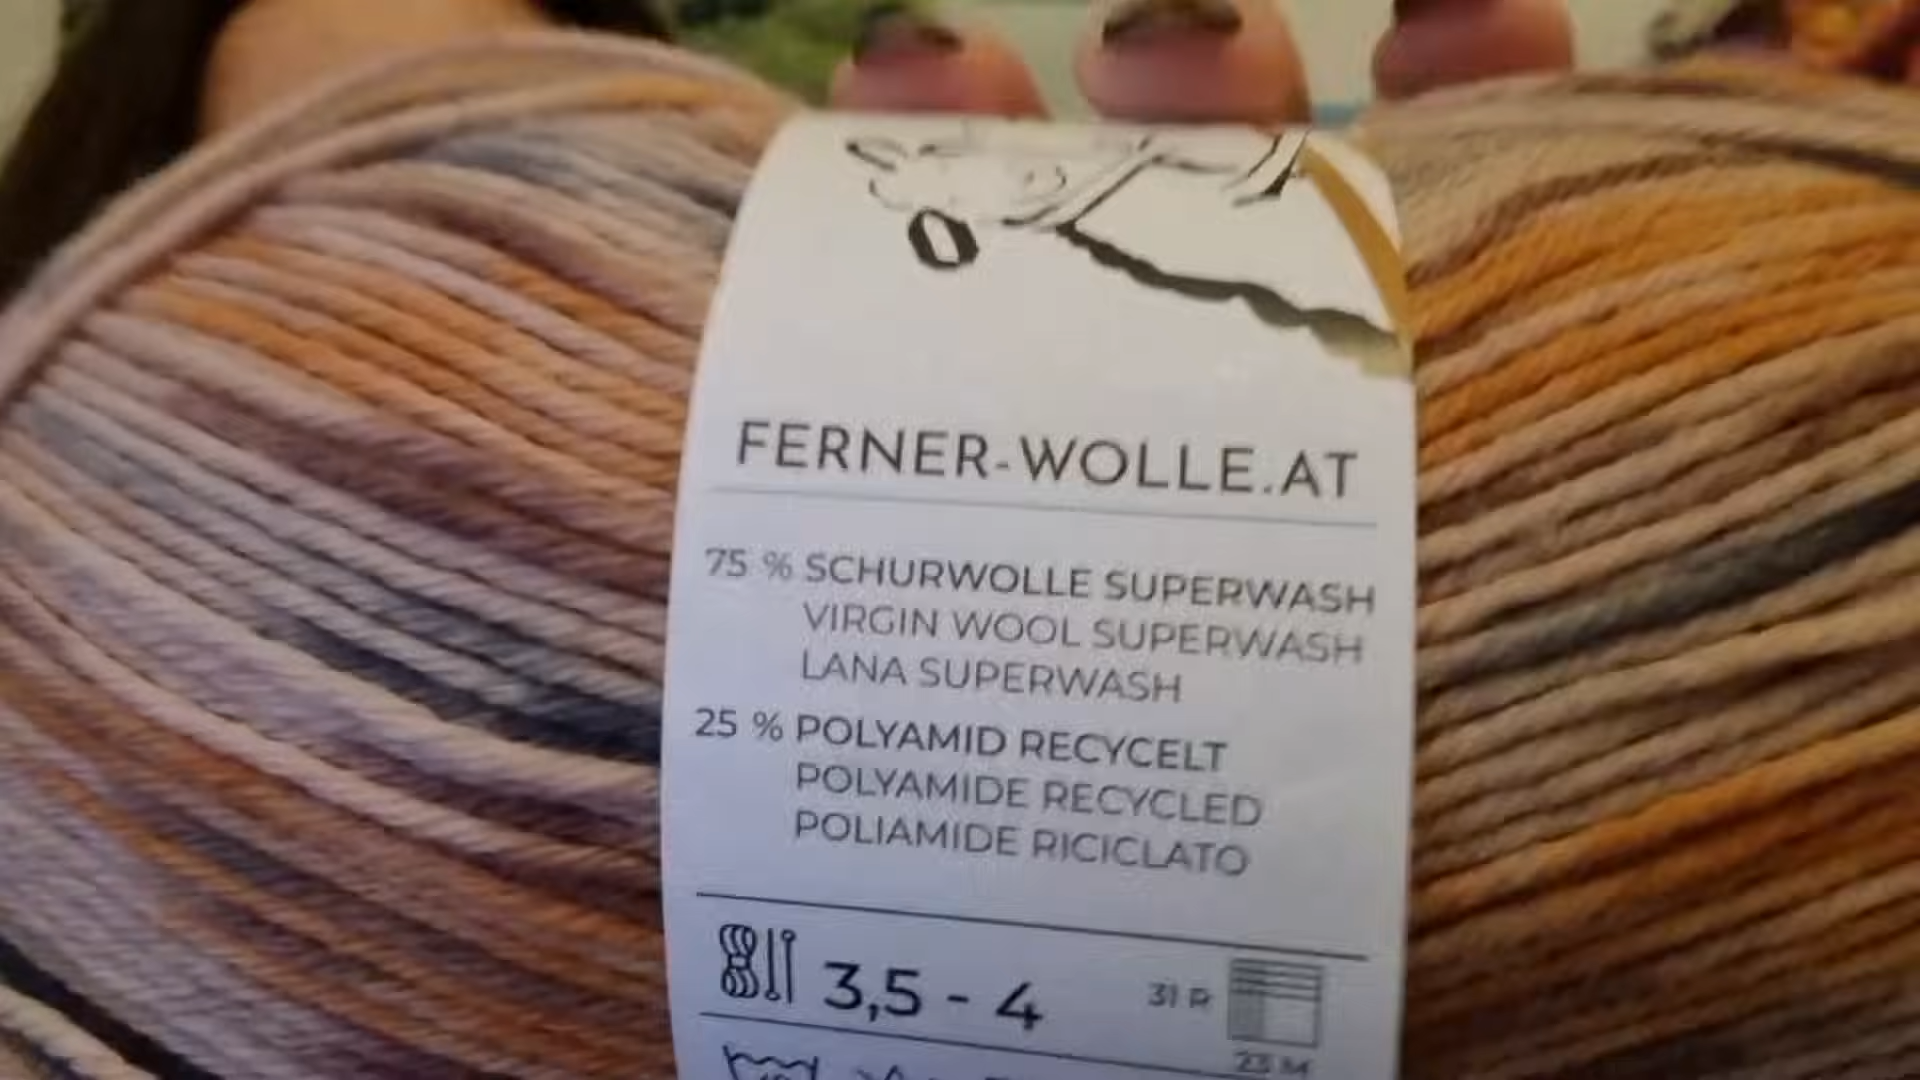 FERNER-WOLLE.AT
75 % SCHURWOLLE SUPERWASH
VIRGIN WOOL SUPERWASH
LANA SUPERWASH
25 % POLYAMID RECYCELT
POLYAMIDE RECYCLED
POLIAMIDE RICICLATO
3,5 - 4
31 R
23 M